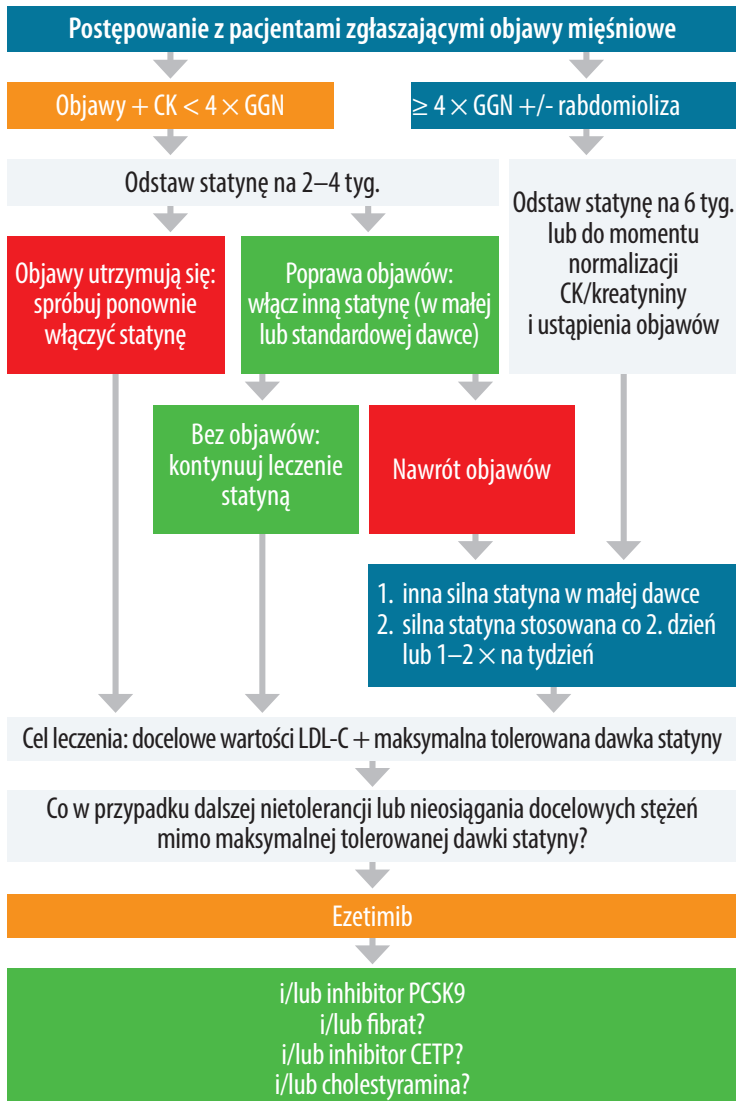 Postępowanie z pacjentami zgłaszającymi objawy mięśniowe
Objawy + CK < 4 × GGN
≥ 4 × GGN +/- rabdomioliza
Odstaw statynę na 2–4 tyg.
Odstaw statynę na 6 tyg.
lub do momentu
normalizacji
CK/kreatyniny
i ustąpienia objawów
Objawy utrzymują się:
spróbuj ponownie
włączyć statynę
Poprawa objawów:
włącz inną statynę (w małej
lub standardowej dawce)
Bez objawów:
kontynuuj leczenie
statyną
Nawrót objawów
1. inna silna statyna w małej dawce
2. silna statyna stosowana co 2. dzień
lub 1–2 × na tydzień
Cel leczenia: docelowe wartości LDL-C + maksymalna tolerowana dawka statyny
Co w przypadku dalszej nietolerancji lub nieosiągania docelowych stężeń
mimo maksymalnej tolerowanej dawki statyny?
Ezetimib
i/lub inhibitor PCSK9
i/lub fibrat?
i/lub inhibitor CETP?
i/lub cholestyramina?